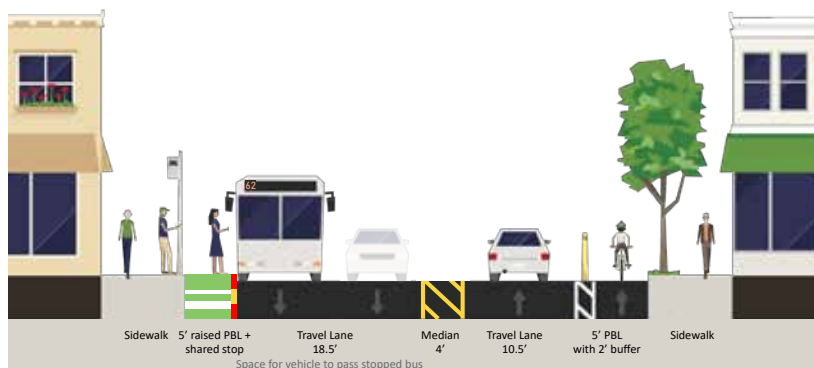 62
Sidewalk
5' raised PBL +
shared stop
Travel Lane
18.5'
Space for vehicle to pass stopped bus
Median
4'
Travel Lane
10.5'
5' PBL
with 2' buffer
Sidewalk